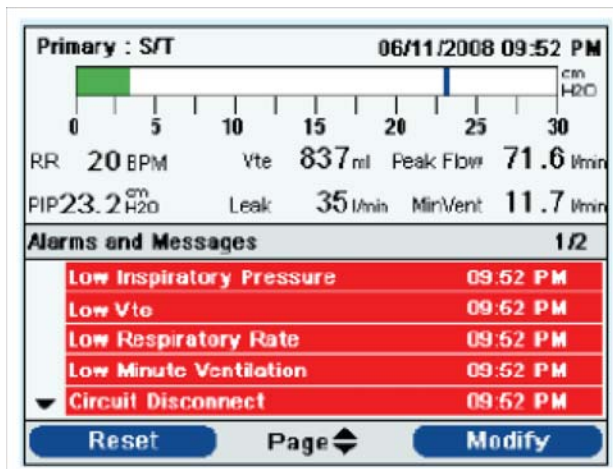 Primary : S/T 06/11/2008 09:52 PM
cm
H2O
0 5 10 15 20 25 30
RR 20 BPM Vte 837 ml Peak Flow 71.6 l/min
PIP 23.2 cm H2O Leak 35 l/min MinVent 11.7 l/min
Alarms and Messages 1/2
Low Inspiratory Pressure 09:52 PM
Low Vte 09:52 PM
Low Respiratory Rate 09:52 PM
Low Minute Ventilation 09:52 PM
Circuit Disconnect 09:52 PM
Reset Page Modify